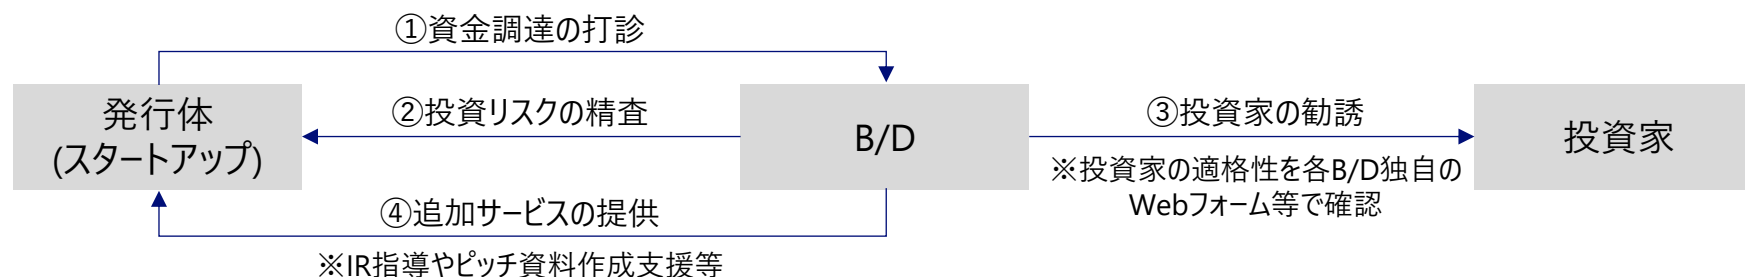 ①資金調達の打診
発行体
(スタートアップ)
②投資リスクの精査
B/D
③投資家の勧誘
投資家
※投資家の適格性を各B/D独自の
Webフォーム等で確認
④追加サービスの提供
※IR指導やピッチ資料作成支援等